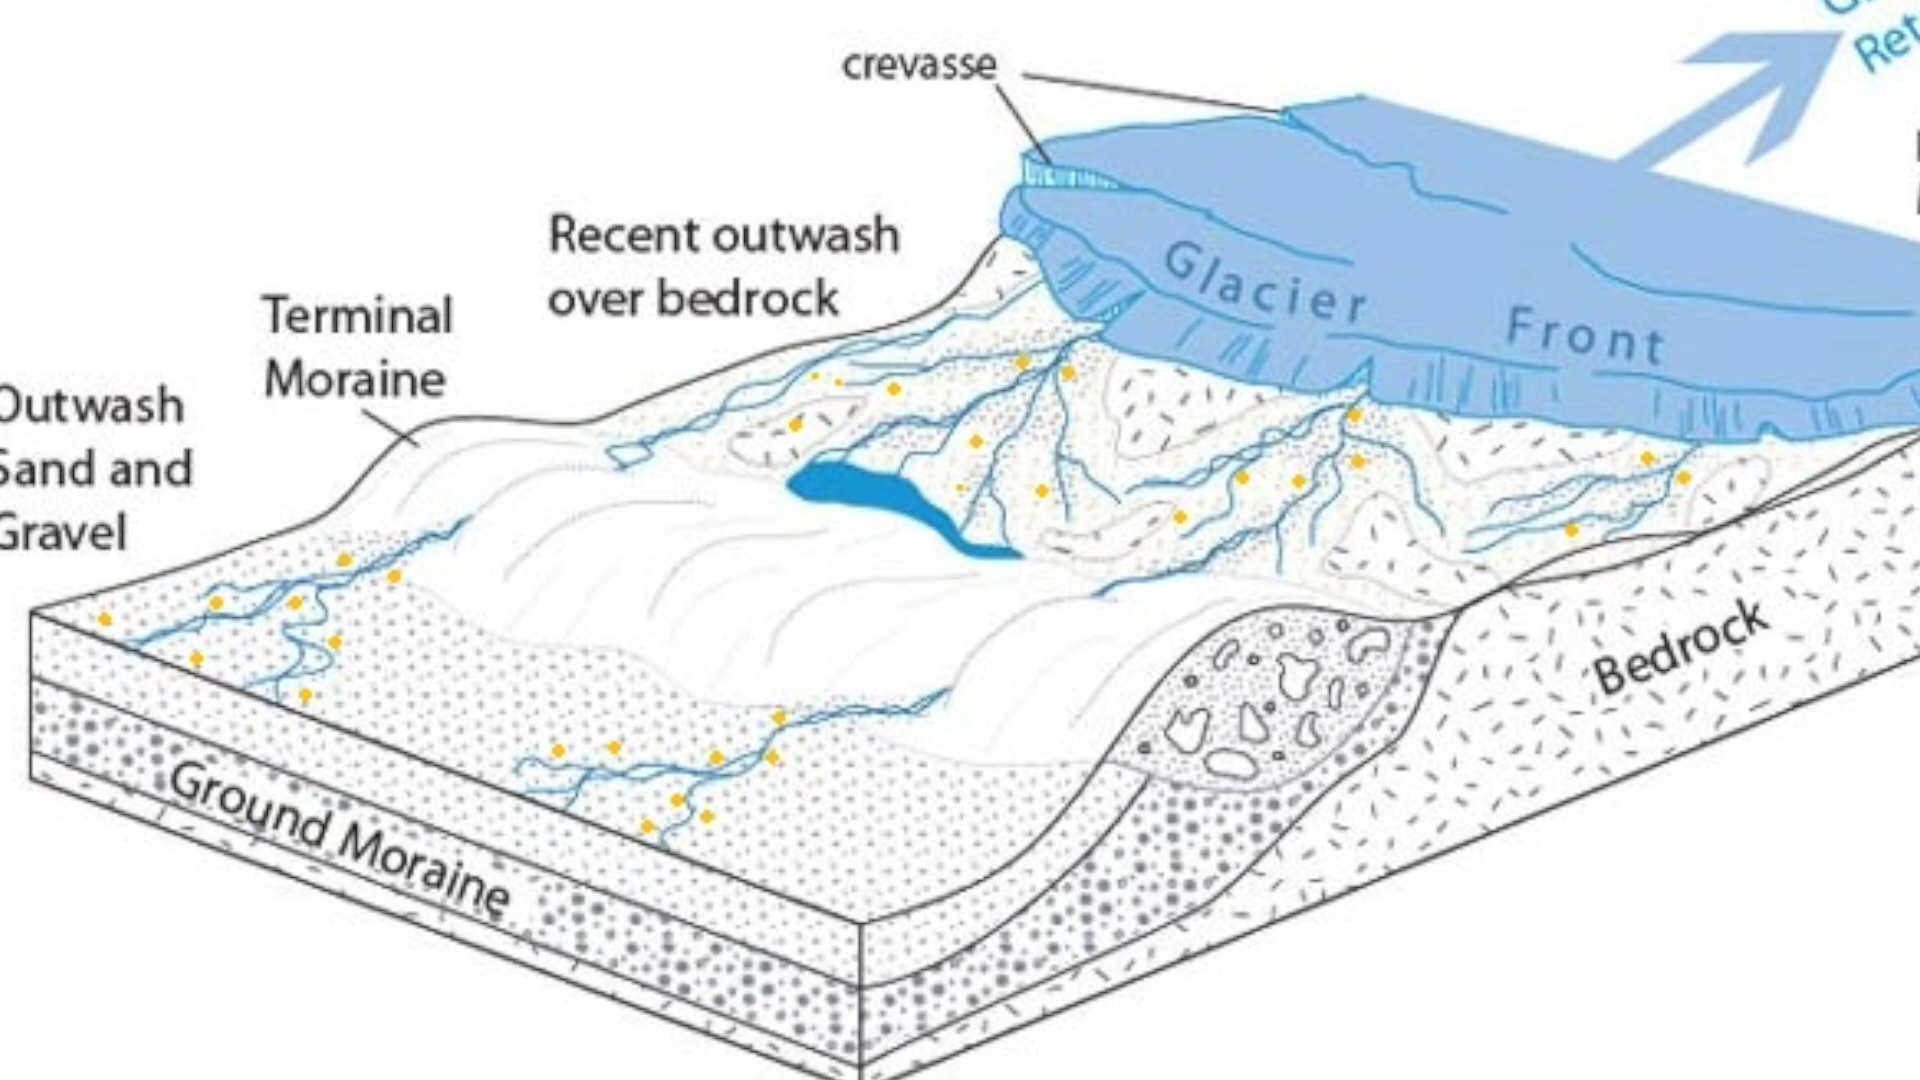 crevasse
Recent outwash
over bedrock
Terminal
Moraine
Outwash
Sand and
Gravel
Glacier Front
Bedrock
Ground Moraine